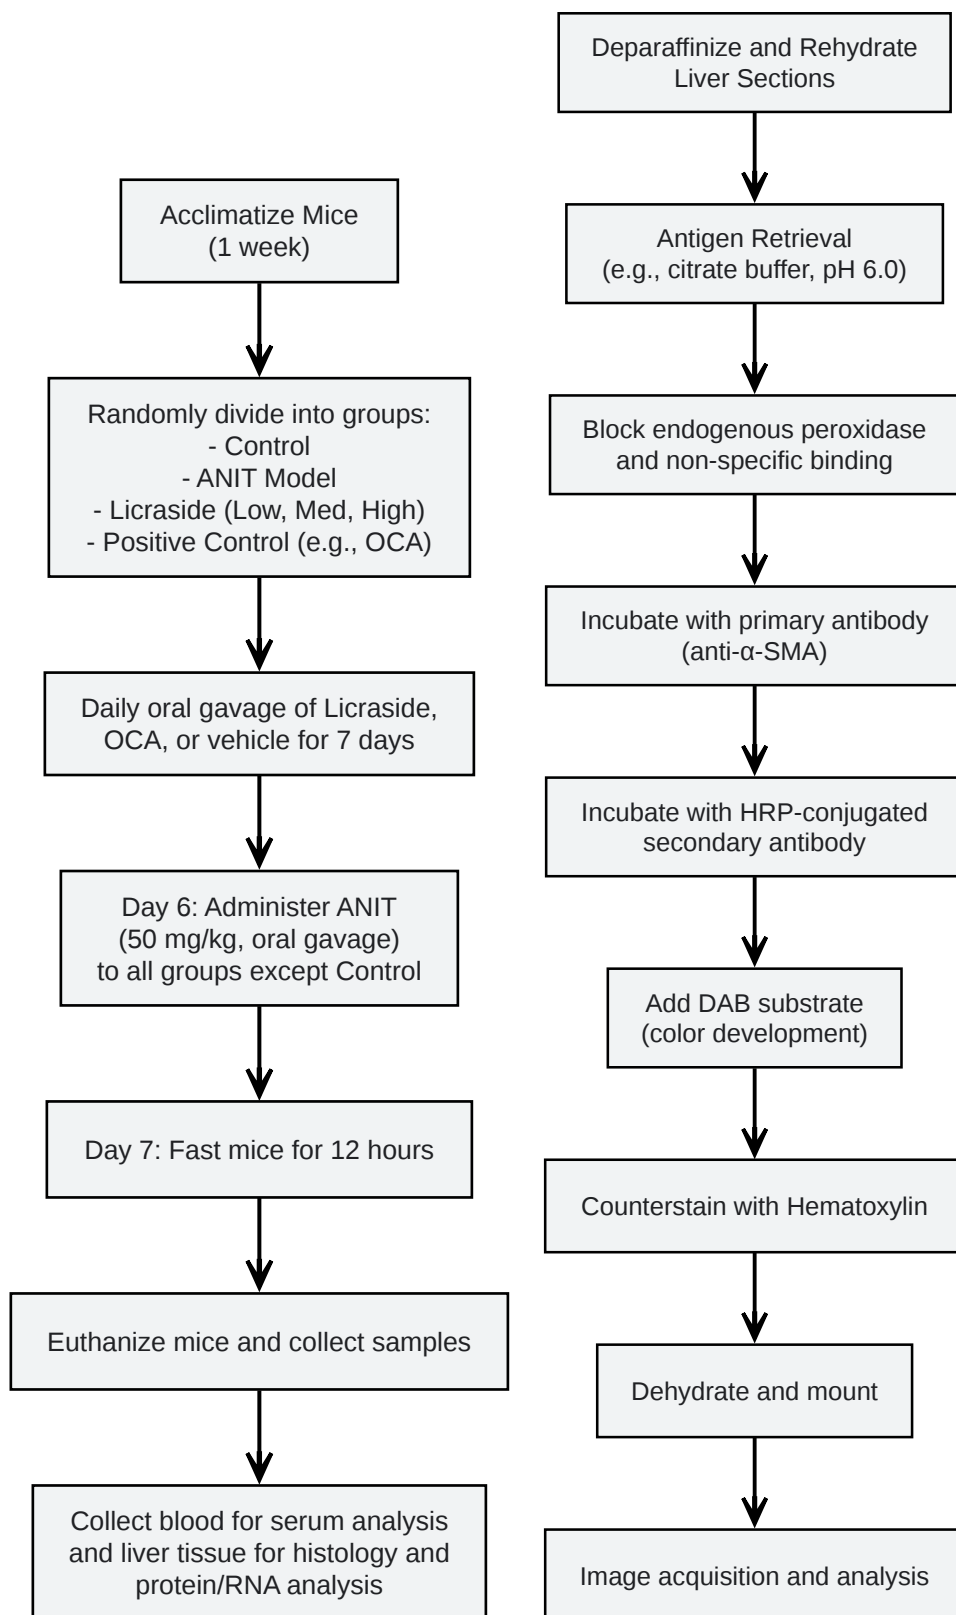 Acclimatize Mice
(1 week)
Randomly divide into groups:
- Control
- ANIT Model
- Licraside (Low, Med, High)
- Positive Control (e.g., OCA)
Daily oral gavage of Licraside,
OCA, or vehicle for 7 days
Day 6: Administer ANIT
(50 mg/kg, oral gavage)
to all groups except Control
Day 7: Fast mice for 12 hours
Euthanize mice and collect samples
Collect blood for serum analysis
and liver tissue for histology and
protein/RNA analysis
Deparaffinize and Rehydrate
Liver Sections
Antigen Retrieval
(e.g., citrate buffer, pH 6.0)
Block endogenous peroxidase
and non-specific binding
Incubate with primary antibody
(anti-α-SMA)
Incubate with HRP-conjugated
secondary antibody
Add DAB substrate
(color development)
Counterstain with Hematoxylin
Dehydrate and mount
Image acquisition and analysis